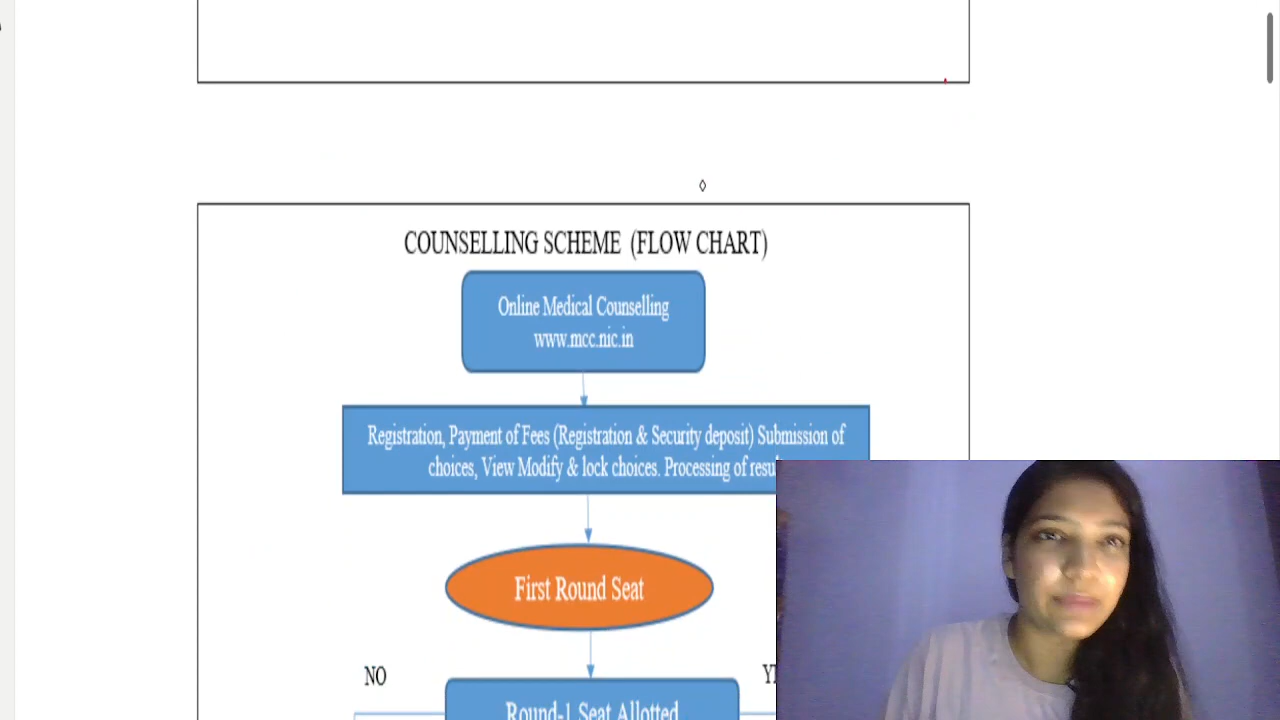 COUNSELLING SCHEME (FLOW CHART)
Online Medical Counselling
www.mcc.nic.in
Registration, Payment of Fees (Registration & Security deposit) Submission of
choices, View Modify & lock choices. Processing of
First Round Seat
NO
Round-1 Seat Allotted